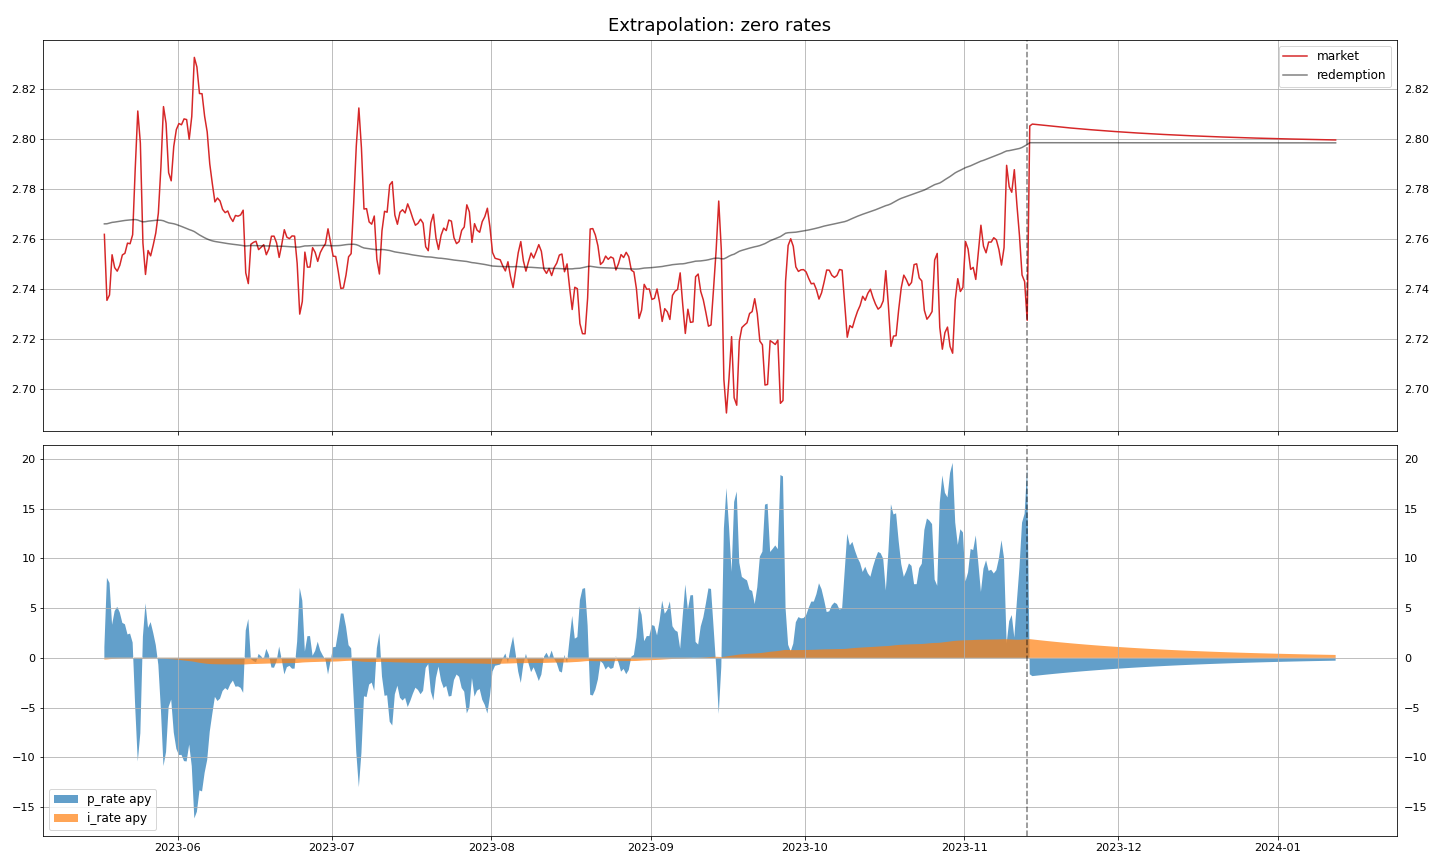 Extrapolation: zero rates
market
redemption
2.82 2.82
2.80 2.80
2.78 2.78
2.76 2.76
2.74 2.74
2.72 2.72
2.70 2.70
20 20
15 15
10 10
5 5
0 0
−5 −5
−10 −10
−15 −15
p_rate apy
i_rate apy
2023-06 2023-07 2023-08 2023-09 2023-10 2023-11 2023-12 2024-01